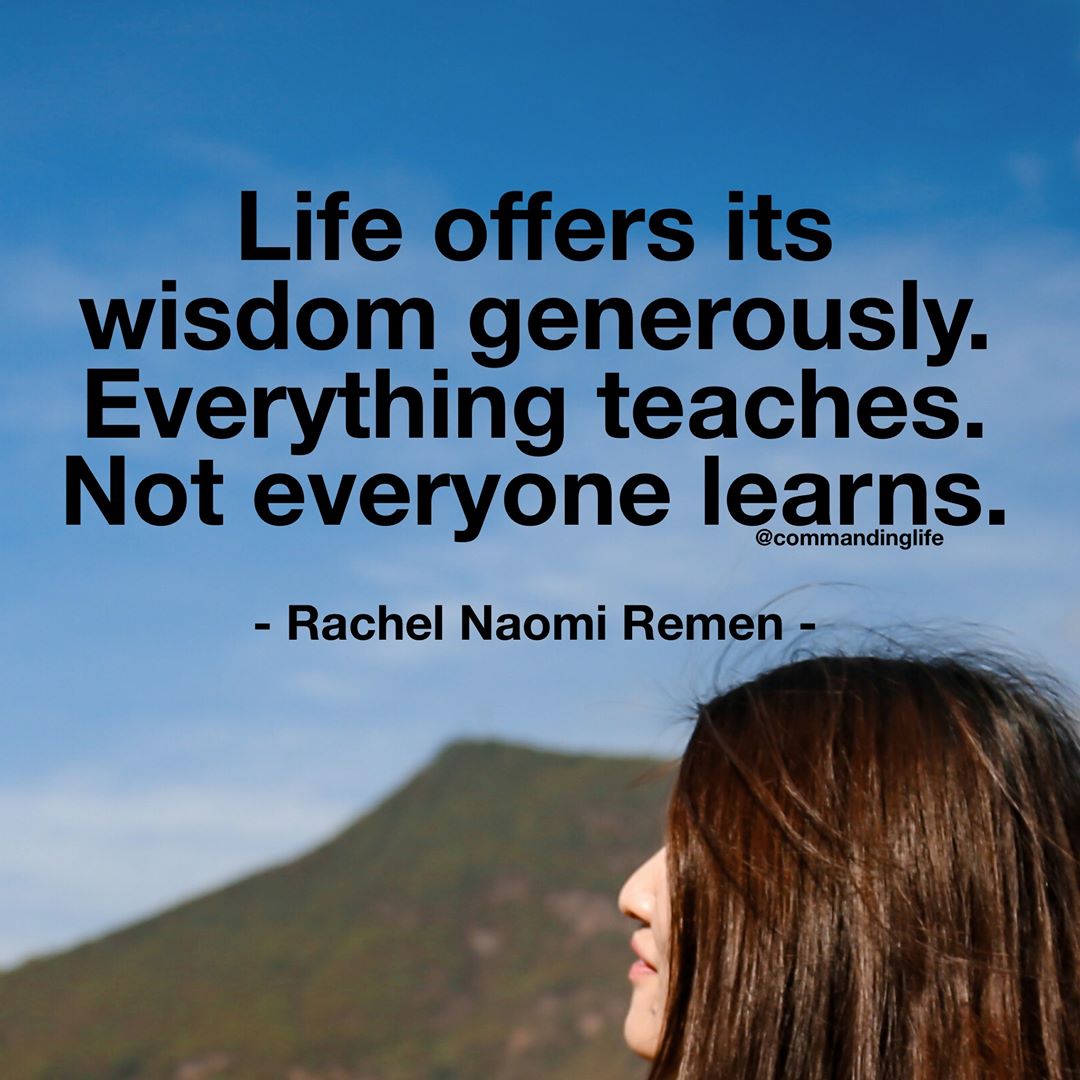 Life offers its
wisdom generously.
Everything teaches.
Not everyone learns.
@commandinglife
- Rachel Naomi Remen -